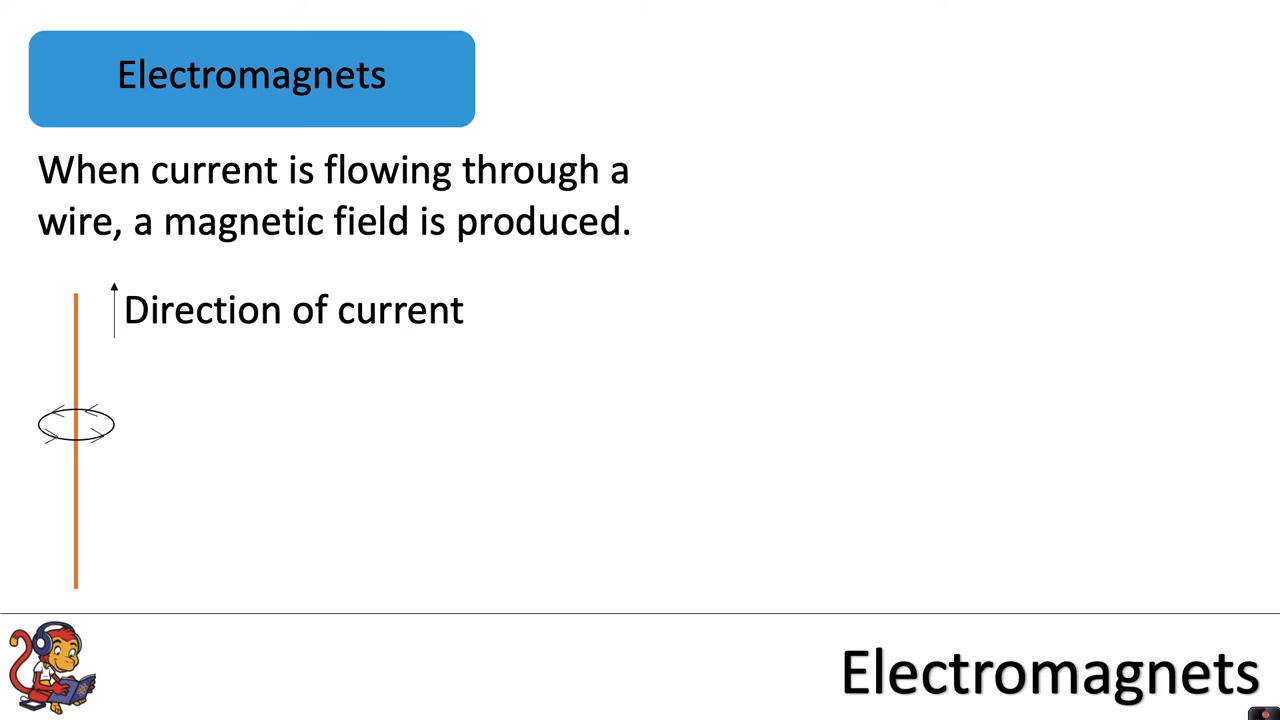 Electromagnets
When current is flowing through a
wire, a magnetic field is produced.
Direction of current
Electromagnets